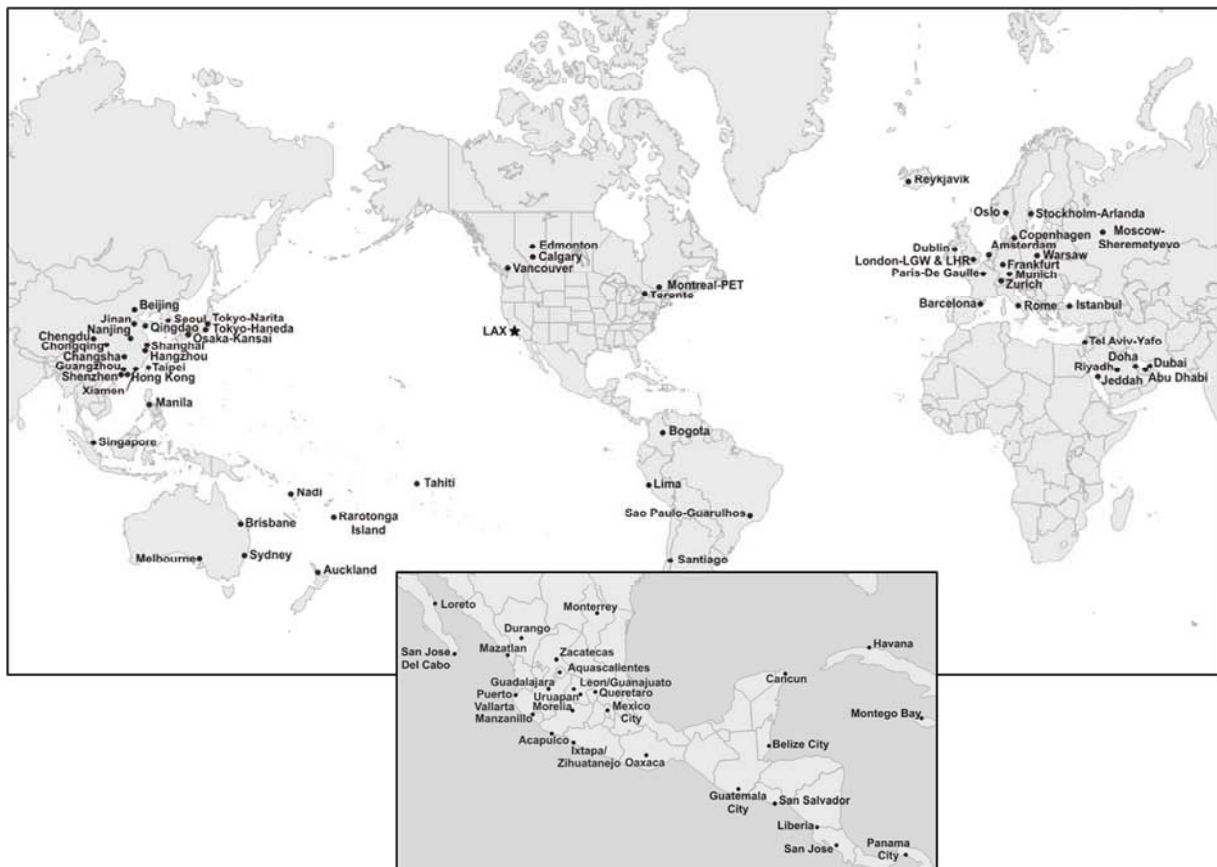 Reykjavik
Oslo
Stockholm-Arlanda
Copenhagen
Moscow-
Sheremetyevo
Dublin
Amsterdam
Warsaw
London-LGW & LHR
Frankfurt
Paris-De Gaulle
Munich
Zurich
Barcelona
Rome
Istanbul
Edmonton
Calgary
Vancouver
Montreal-PET
Toronto
LAX
Beijing
Jinan
Seoul
Tokyo-Narita
Nanjing
Qingdao
Tokyo-Haneda
Chengdu
Osaka-Kansai
Chongqing
Shanghai
Changsha
Hangzhou
Guangzhou
Taipei
Shenzhen
Hong Kong
Xiamen
Manila
Singapore
Tel Aviv-Yafo
Doha
Dubai
Riyadh
Abu Dhabi
Jeddah
Bogota
Lima
Sao Paulo-Guarulhos
Santiago
Tahiti
Nadi
Rarotonga
Island
Brisbane
Melbourne
Sydney
Auckland
Loreto
Monterrey
Durango
San Jose
Del Cabo
Mazatlan
Zacatecas
Aquascalientes
Guadalajara
Leon/Guanajuato
Puerto
Vallarta
Uruapan
Queretaro
Manzanillo
Morelia
Mexico
City
Acapulco
Ixtapa/
Zihuatanejo
Oaxaca
Havana
Cancun
Montego Bay
Belize City
Guatemala
City
San Salvador
Liberia
San Jose
Panama
City